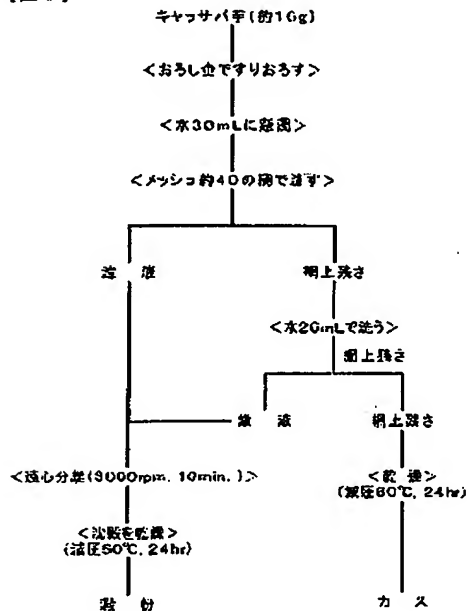 キャッサバ芋(約10g)
<おろし金ですりおろす>
<水30mLに懸濁>
<メッシュ約40の網で濾す>
濾 液
網上残さ
<水20mLで洗う>
網上残さ
濾 液
網上残さ
<遠心分離(3000rpm. 10min.)>
<乾 燥>
(減圧60℃, 24hr)
<沈殿を乾燥>
(減圧50℃, 24hr)
澱 粉
カ ス